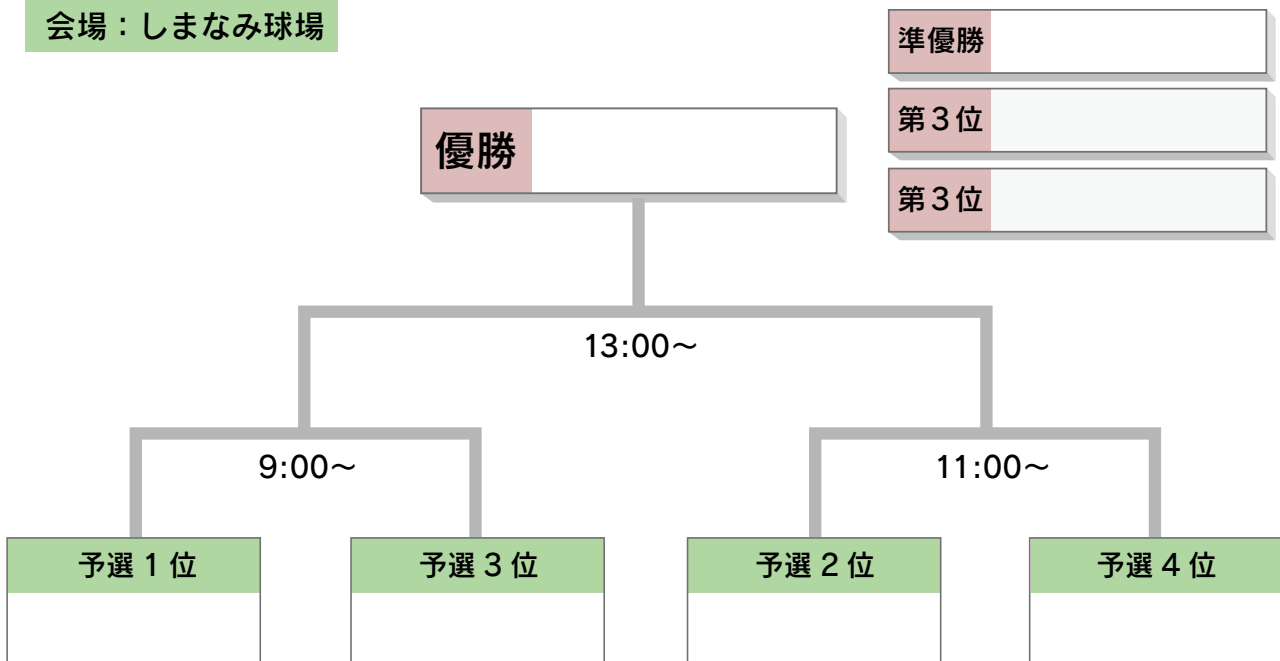 会場：しまなみ球場
準優勝
第３位
第３位
優勝
13:00～
9:00～
11:00～
予選 1 位
予選 3 位
予選 2 位
予選 4 位